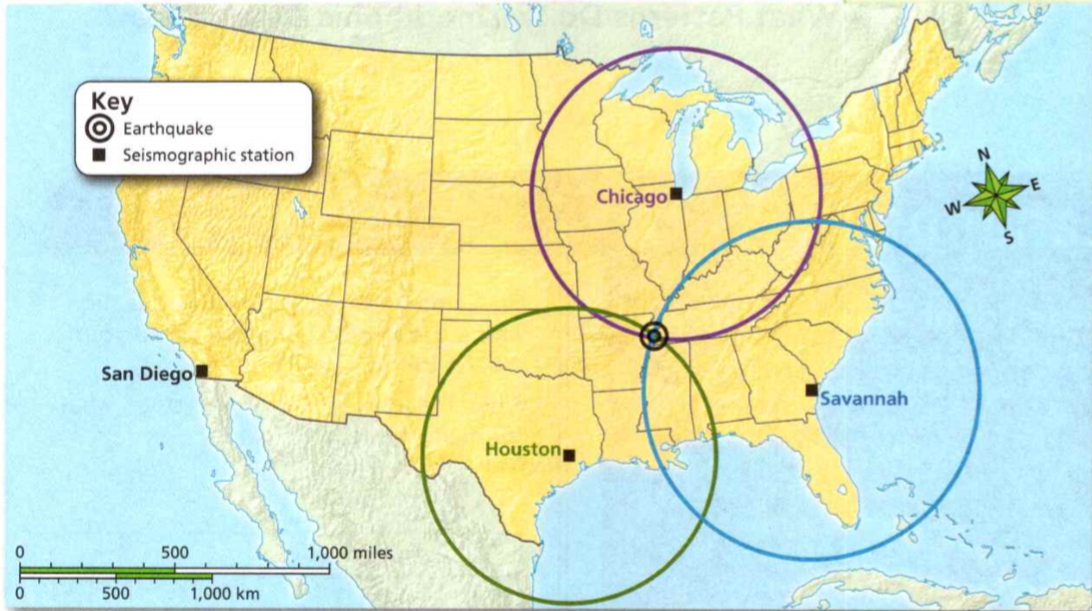 Key
Earthquake
Seismographic station
N
E
W
S
Chicago
San Diego
Savannah
Houston
0 500 1,000 miles
0 500 1,000 km